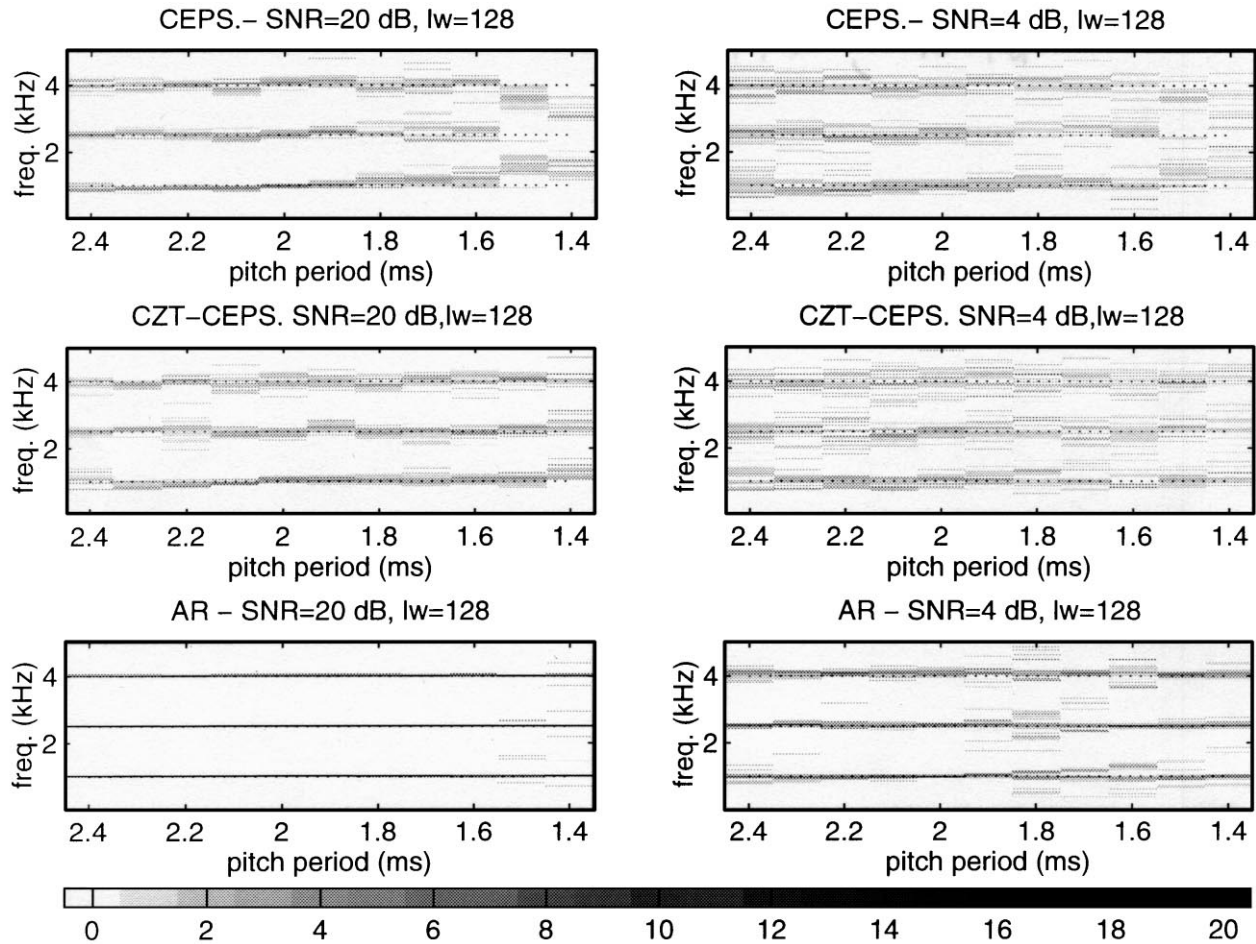 CEPS.– SNR=20 dB, lw=128
CEPS.– SNR=4 dB, lw=128
freq. (kHz)
4
2
2.4 2.2 2 1.8 1.6 1.4
pitch period (ms)
freq. (kHz)
4
2
2.4 2.2 2 1.8 1.6 1.4
pitch period (ms)
CZT–CEPS. SNR=20 dB,lw=128
CZT–CEPS. SNR=4 dB,lw=128
freq. (kHz)
4
2
2.4 2.2 2 1.8 1.6 1.4
pitch period (ms)
freq. (kHz)
4
2
2.4 2.2 2 1.8 1.6 1.4
pitch period (ms)
AR – SNR=20 dB, lw=128
AR – SNR=4 dB, lw=128
freq. (kHz)
4
2
2.4 2.2 2 1.8 1.6 1.4
pitch period (ms)
freq. (kHz)
4
2
2.4 2.2 2 1.8 1.6 1.4
pitch period (ms)
0 2 4 6 8 10 12 14 16 18 20